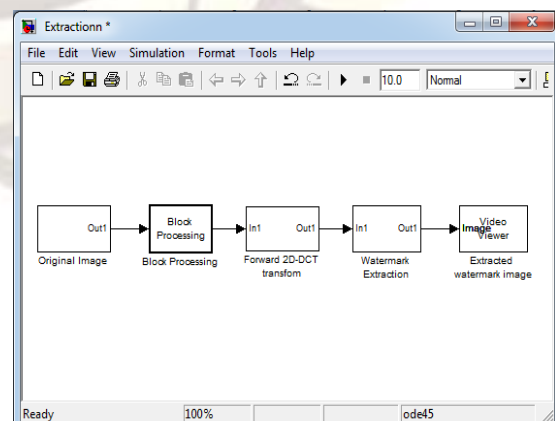 Extractionn *
File Edit View Simulation Format Tools Help
10.0 Normal
Out1
Block
Processing
In1 Out1
In1 Out1
Image
Video
Viewer
Original Image
Block Processing
Forward 2D-DCT
transfom
Watermark
Extraction
Extracted
watermark image
Ready 100% ode45